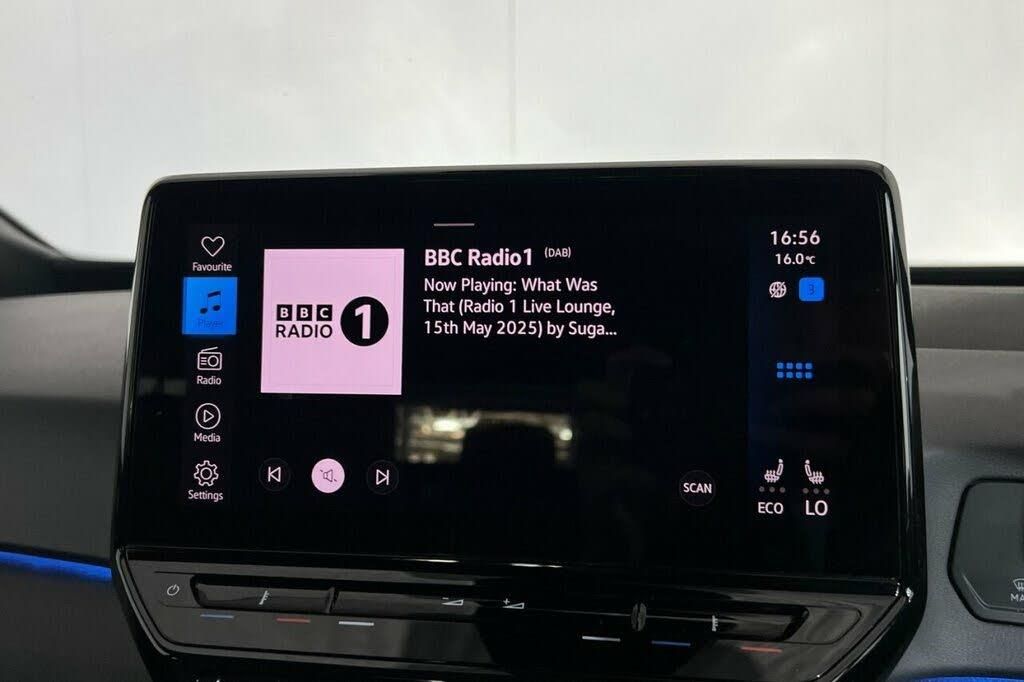 Favourite
Player
Radio
Media
Settings
BBC
RADIO
1
BBC Radio1 (DAB)
Now Playing: What Was
That (Radio 1 Live Lounge,
15th May 2025) by Suga...
SCAN
16:56
16.0°C
3
ECO LO